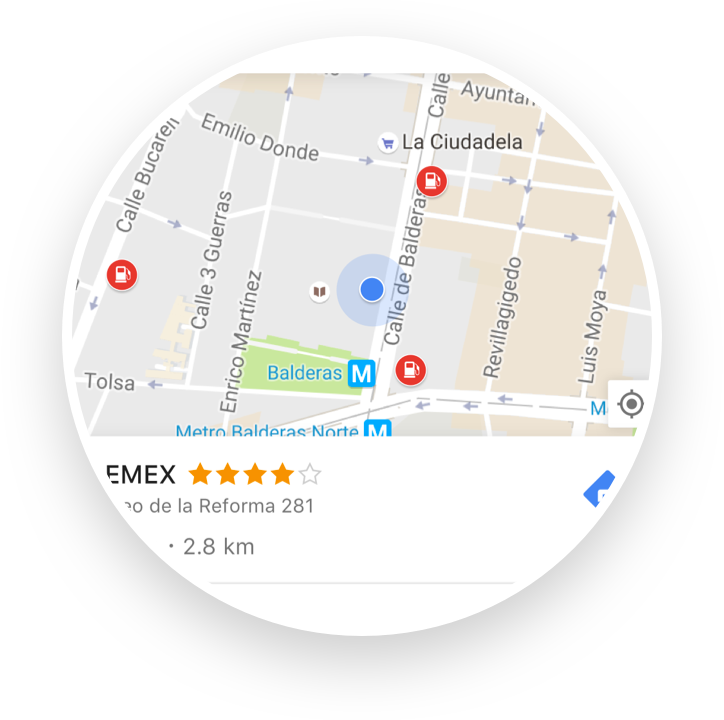 Calle
Ayuntam
Emilio Donde
La Ciudadela
Calle Bucareli
Calle 3 Guerras
Calle de Balderas
Enrico Martínez
Revillagigedo
Luis Moya
Balderas M
Tolsa
M
Metro Balderas Norte M
EMEX
eo de la Reforma 281
· 2.8 km